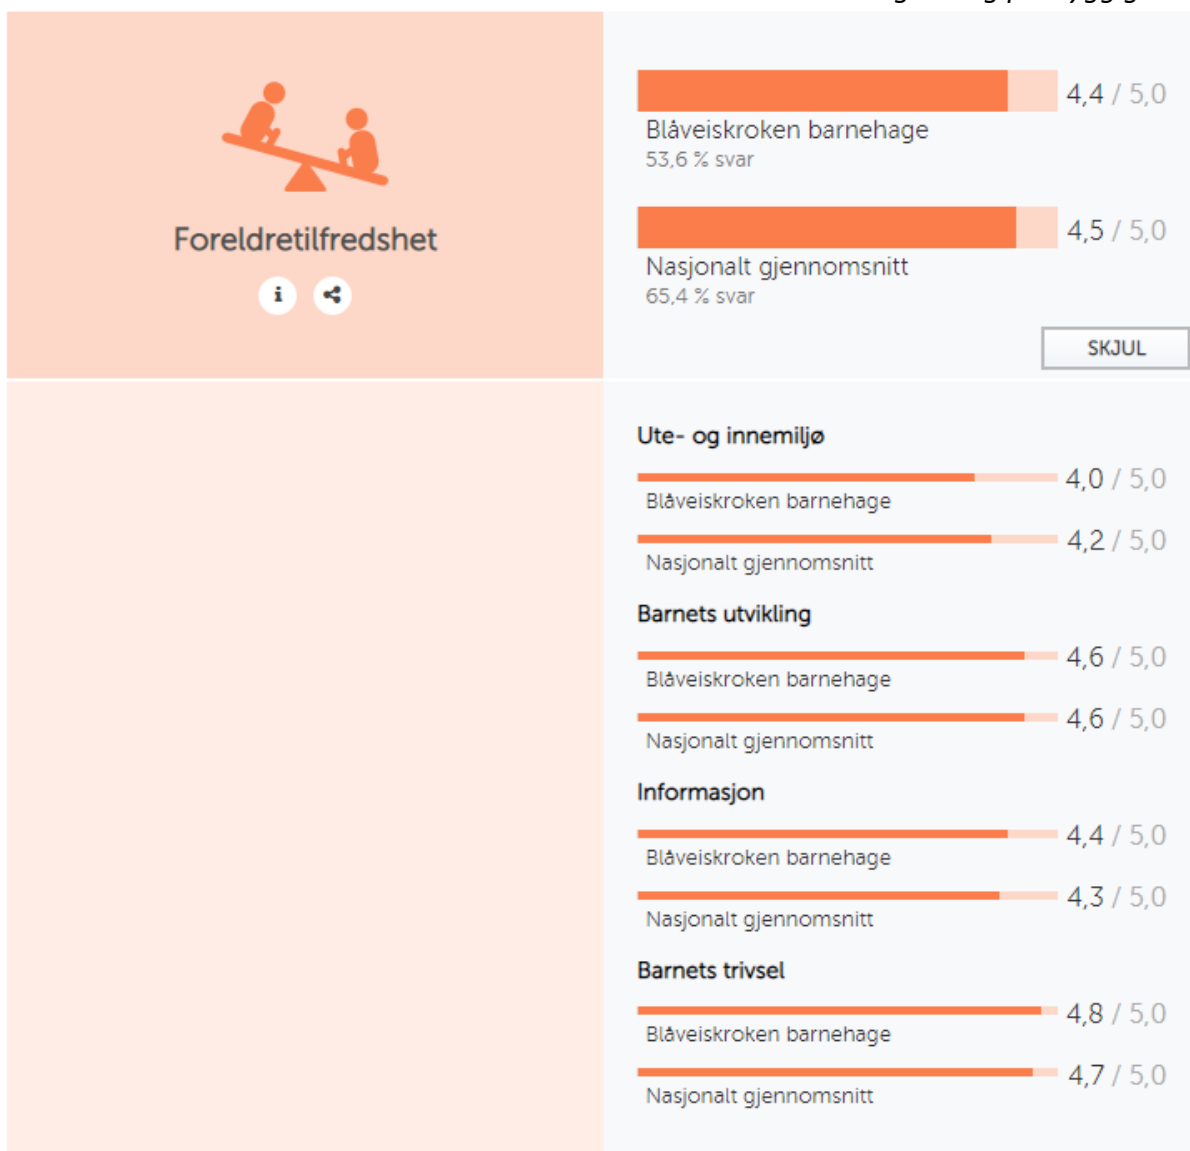 Foreldretilfredshet
i
4,4 / 5,0
Blåveiskroken barnehage
53,6 % svar
4,5 / 5,0
Nasjonalt gjennomsnitt
65,4 % svar
SKJUL
Ute- og innemiljø
4,0 / 5,0
Blåveiskroken barnehage
4,2 / 5,0
Nasjonalt gjennomsnitt
Barnets utvikling
4,6 / 5,0
Blåveiskroken barnehage
4,6 / 5,0
Nasjonalt gjennomsnitt
Informasjon
4,4 / 5,0
Blåveiskroken barnehage
4,3 / 5,0
Nasjonalt gjennomsnitt
Barnets trivsel
4,8 / 5,0
Blåveiskroken barnehage
4,7 / 5,0
Nasjonalt gjennomsnitt